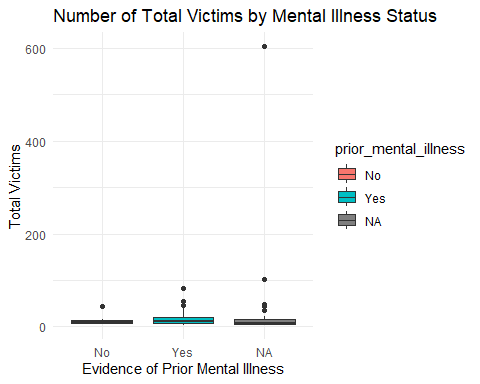 Number of Total Victims by Mental Illness Status
600
400
200
0
Total Victims
No
Yes
NA
Evidence of Prior Mental Illness
prior_mental_illness
No
Yes
NA